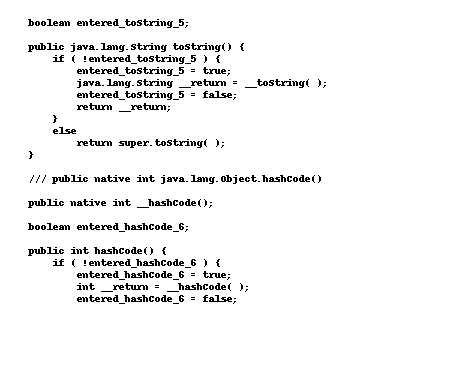 boolean entered_toString_5;
public java.lang.String toString() {
if ( !entered_toString_5 ) {
entered_toString_5 = true;
java.lang.String __return = __toString( );
entered_toString_5 = false;
return __return;
}
else
return super.toString( );
}
/// public native int java.lang.Object.hashCode()
public native int __hashCode();
boolean entered_hashCode_6;
public int hashCode() {
if ( !entered_hashCode_6 ) {
entered_hashCode_6 = true;
int __return = __hashCode( );
entered_hashCode_6 = false;